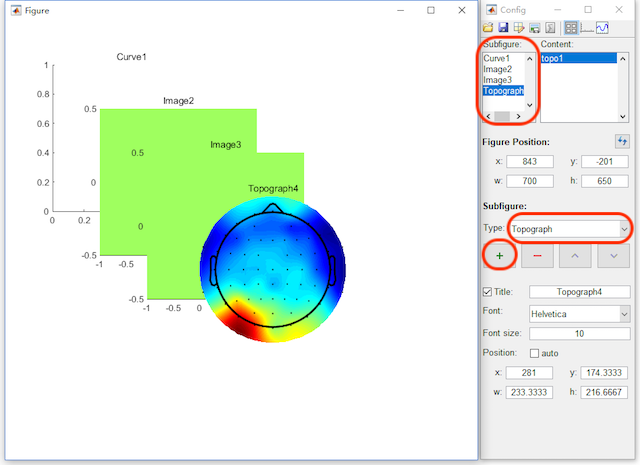 Figure
Curve1
1
0.8
0.6
0.4
0.2
0
0
0.2
Image2
0.5
0
-0.5
-1
-0.5
Image3
0.5
0
-0.5
-1
-0.5
0
Topograph4
Config
Subfigure:
Content:
Curve1
Image2
Image3
Topograph
topo1
Figure Position:
x: 843 y: -201
w: 700 h: 650
Subfigure:
Type: Topograph
Title: Topograph4
Font: Helvetica
Font size: 10
Position: auto
x: 281 y: 174.3333
w: 233.3333 h: 216.6667